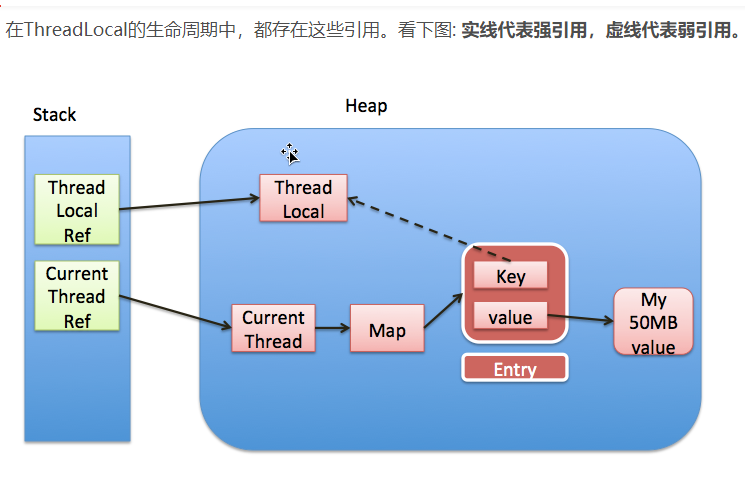 在ThreadLocal的生命周期中，都存在这些引用。看下图: 实线代表强引用，虚线代表弱引用。
Stack
Heap
Thread
Local
Ref
Thread
Local
Current
Thread
Ref
Current
Thread
Map
Key
value
Entry
My
50MB
value